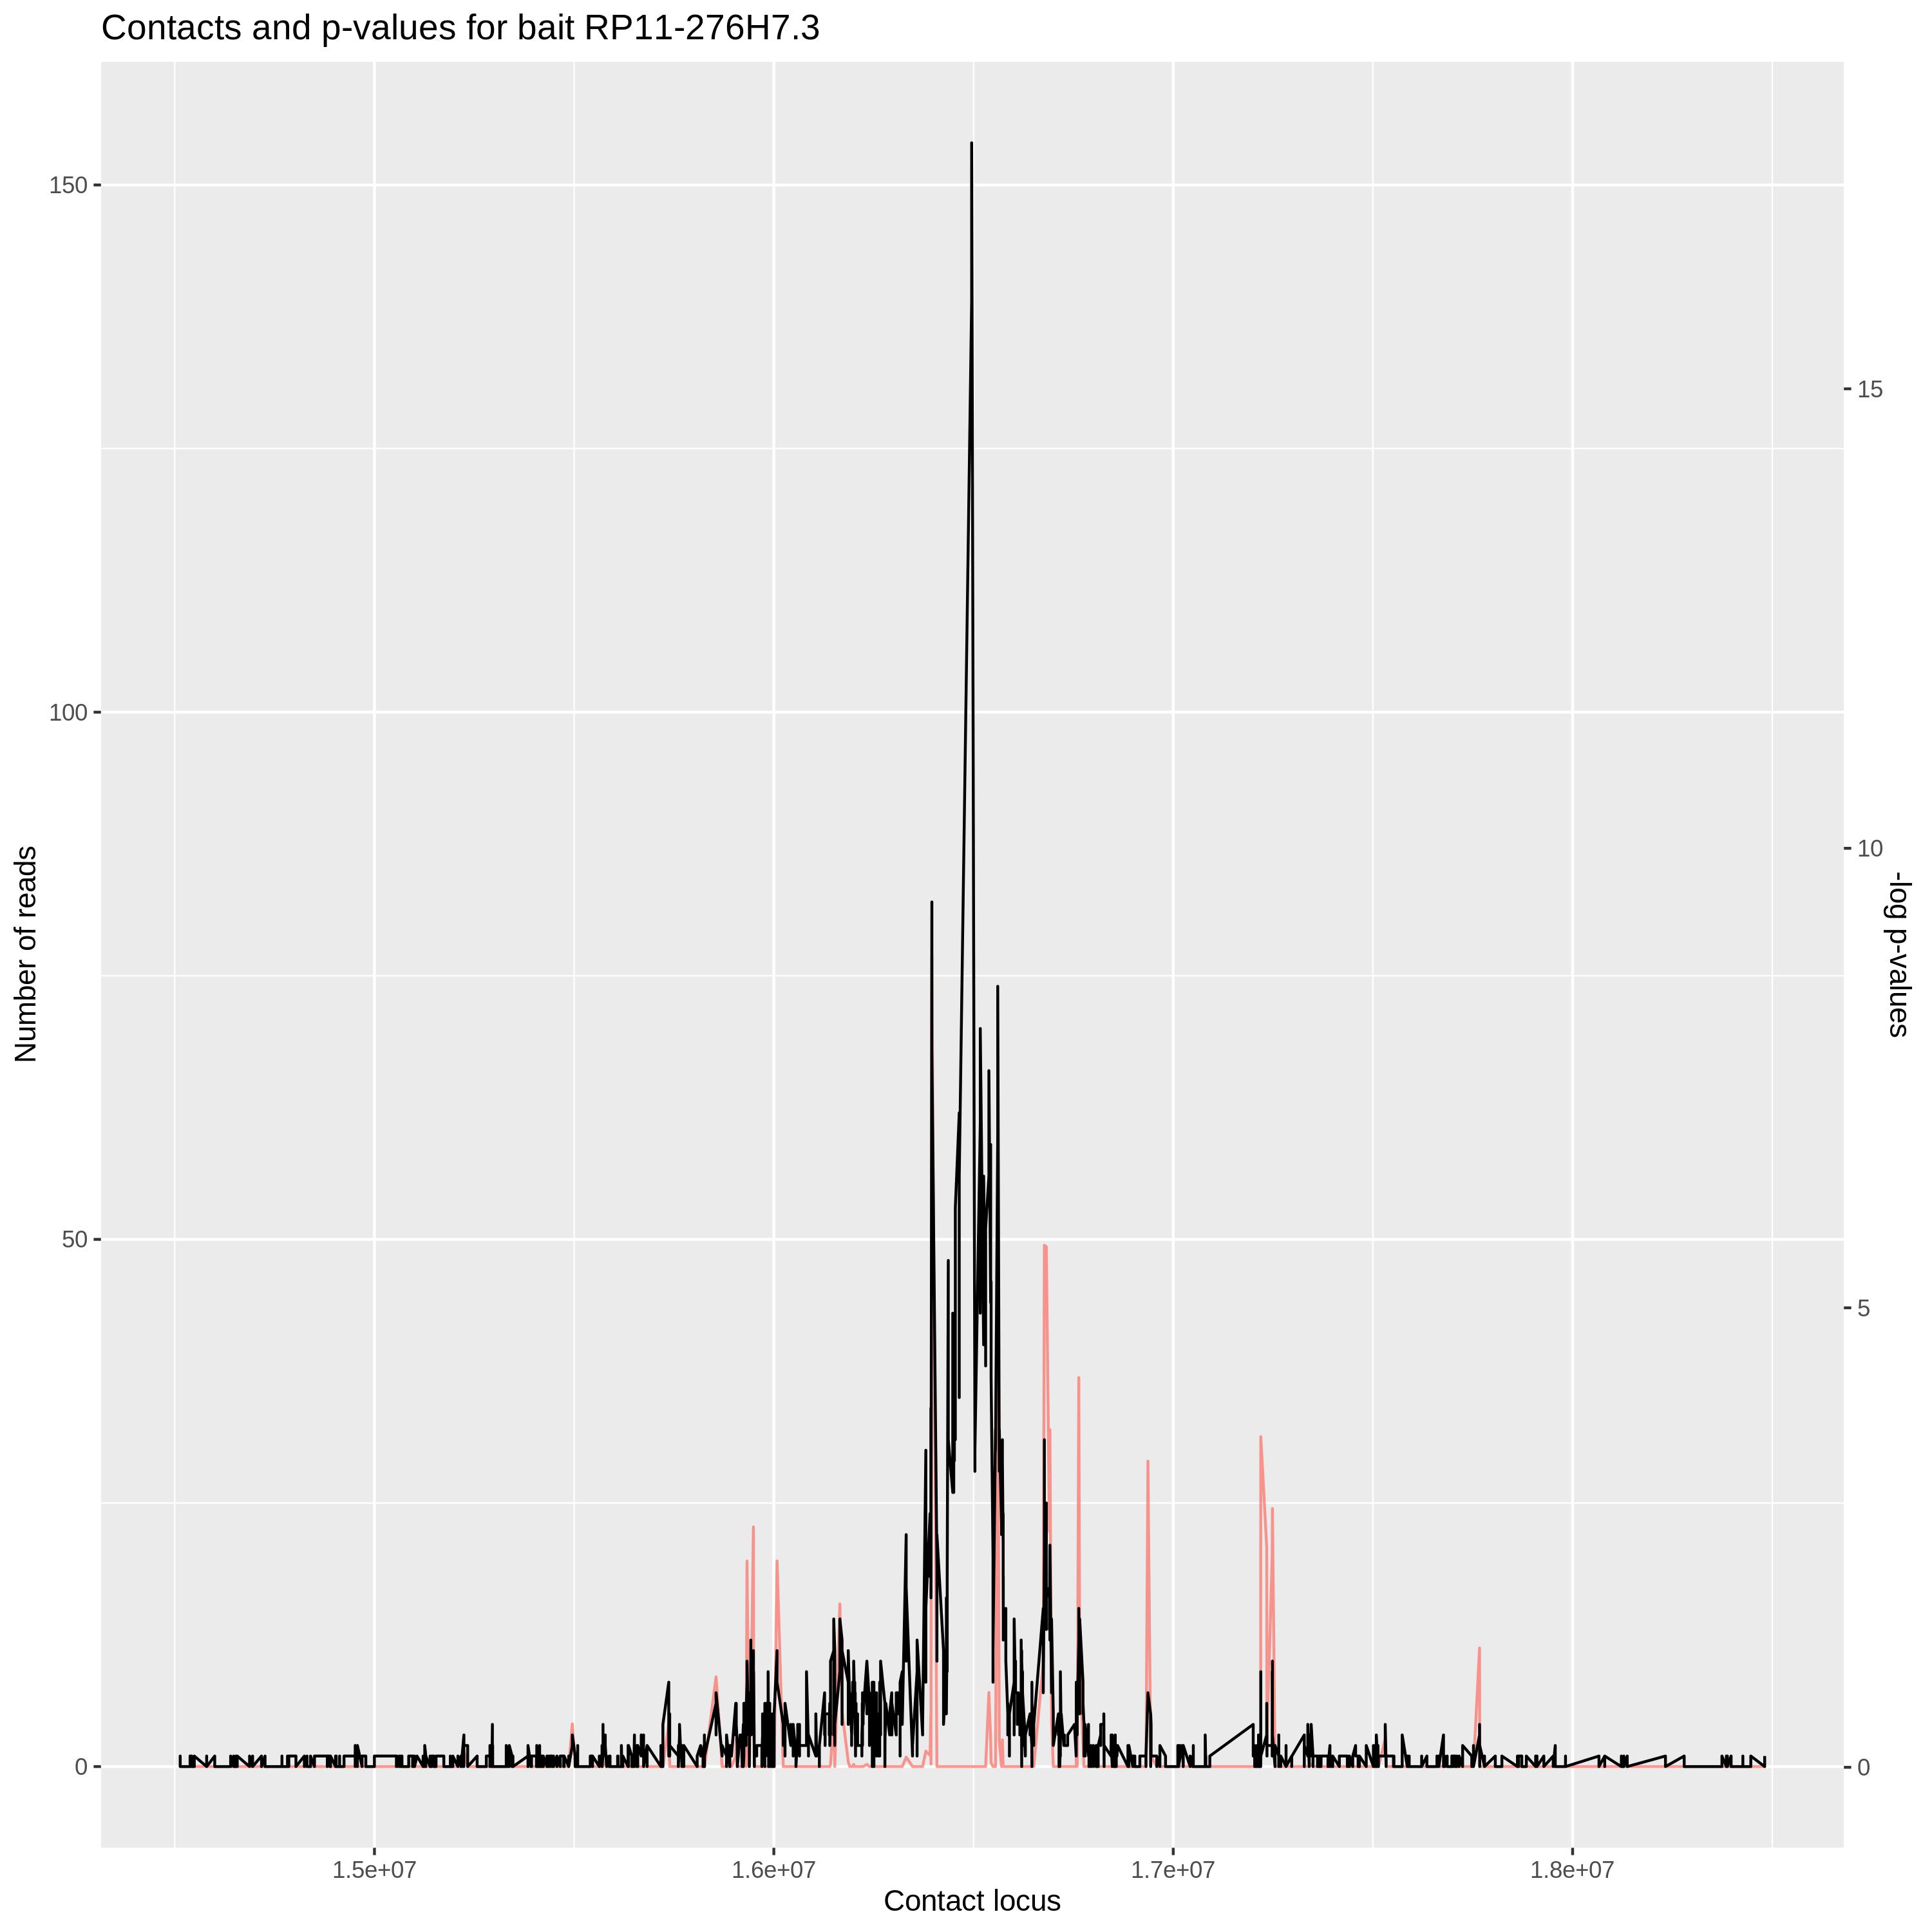 Contacts and p-values for bait RP11-276H7.3
150
100
50
0
Number of reads
15
10
5
0
-log p-values
1.5e+07
1.6e+07
1.7e+07
1.8e+07
Contact locus